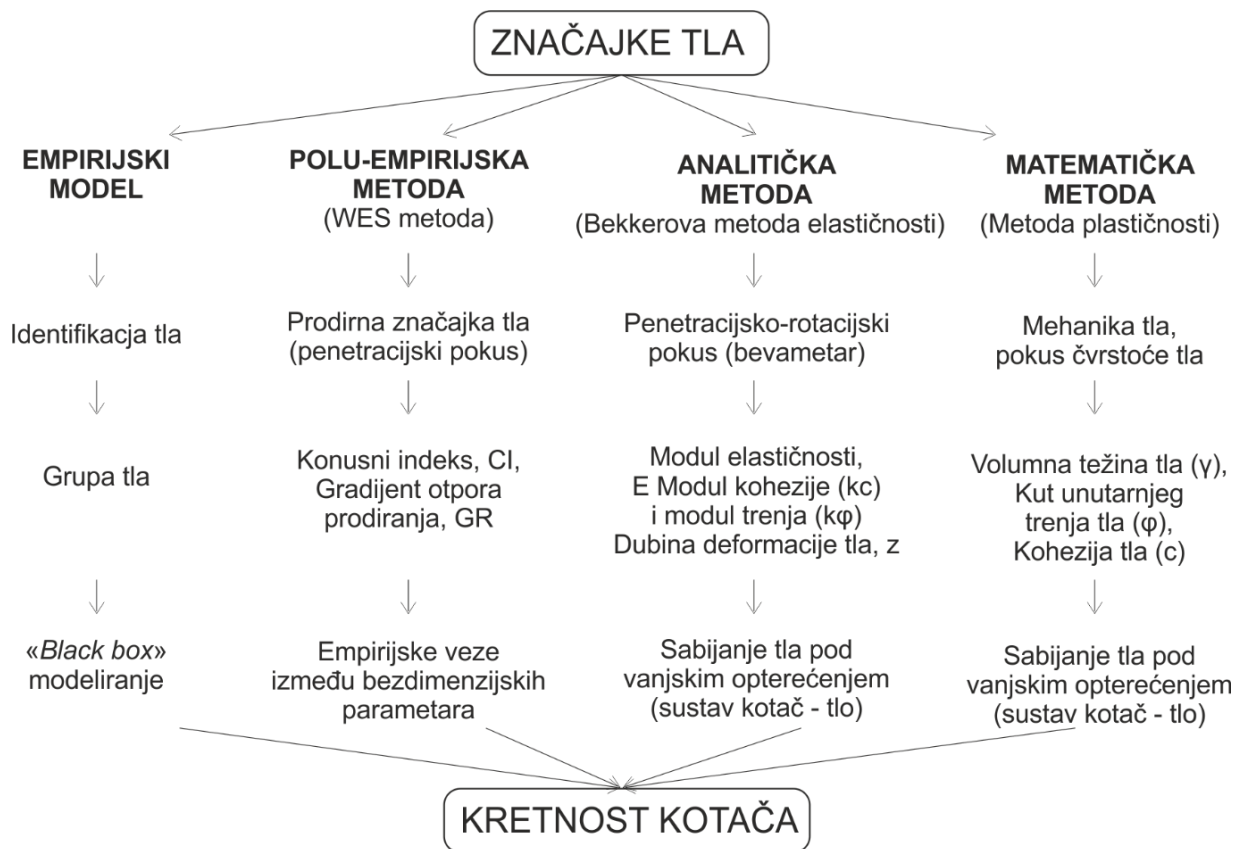 ZNAČAJKE TLA
EMPIRIJSKI
MODEL
Identifikacja tla
Grupa tla
«Black box»
modeliranje
POLU-EMPIRIJSKA
METODA
(WES metoda)
Prodirna značajka tla
(penetracijski pokus)
Konusni indeks, CI,
Gradijent otpora
prodiranja, GR
Empirijske veze
između bezdimenzijskih
parametara
ANALITIČKA
METODA
(Bekkerova metoda elastičnosti)
Penetracijsko-rotacijski
pokus (bevametar)
Modul elastičnosti,
E Modul kohezije (kc)
i modul trenja (kφ)
Dubina deformacije tla, z
Sabijanje tla pod
vanjskim opterećenjem
(sustav kotač - tlo)
MATEMATIČKA
METODA
(Metoda plastičnosti)
Mehanika tla,
pokus čvrstoće tla
Volumna težina tla (γ),
Kut unutarnjeg
trenja tla (φ),
Kohezija tla (c)
Sabijanje tla pod
vanjskim opterećenjem
(sustav kotač - tlo)
KRETNOST KOTAČA